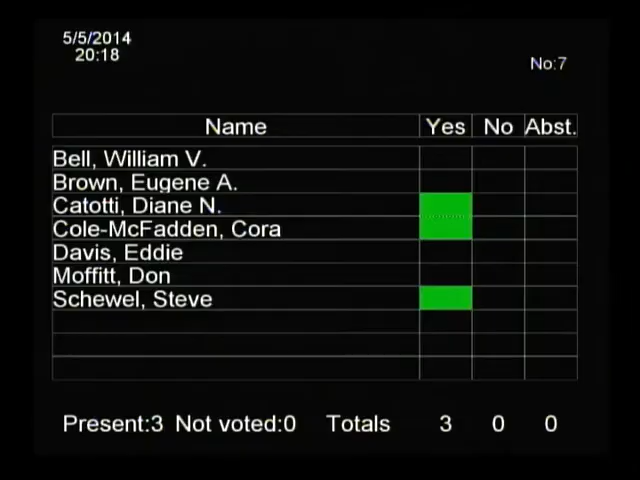 5/5/2014
20:18
No:7
Name Yes No Abst.
Bell, William V.
Brown, Eugene A.
Catotti, Diane N.
Cole-McFadden, Cora
Davis, Eddie
Moffitt, Don
Schewel, Steve
Present:3 Not voted:0 Totals 3 0 0